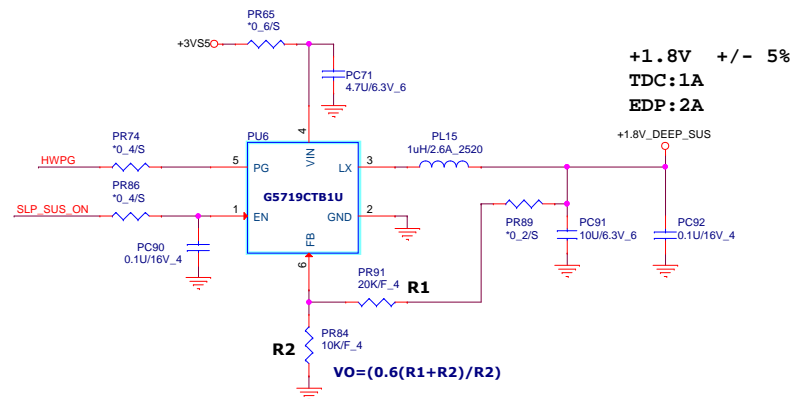 PR65
*0_6/S
+3VS5
PC71
4.7U/6.3V_6
+1.8V +/- 5%
TDC:1A
EDP:2A
+1.8V_DEEP_SUS
PR74
*0_4/S
HWPG
PU6
4
VIN
5
PG
LX
3
PL15
1uH/2.6A_2520
PR86
*0_4/S
SLP_SUS_ON
G5719CTB1U
1
EN
GND
2
FB
6
PC90
0.1U/16V_4
PR89
*0_2/S
PC91
10U/6.3V_6
PC92
0.1U/16V_4
PR91
20K/F_4
R1
PR84
10K/F_4
R2
VO=(0.6(R1+R2)/R2)